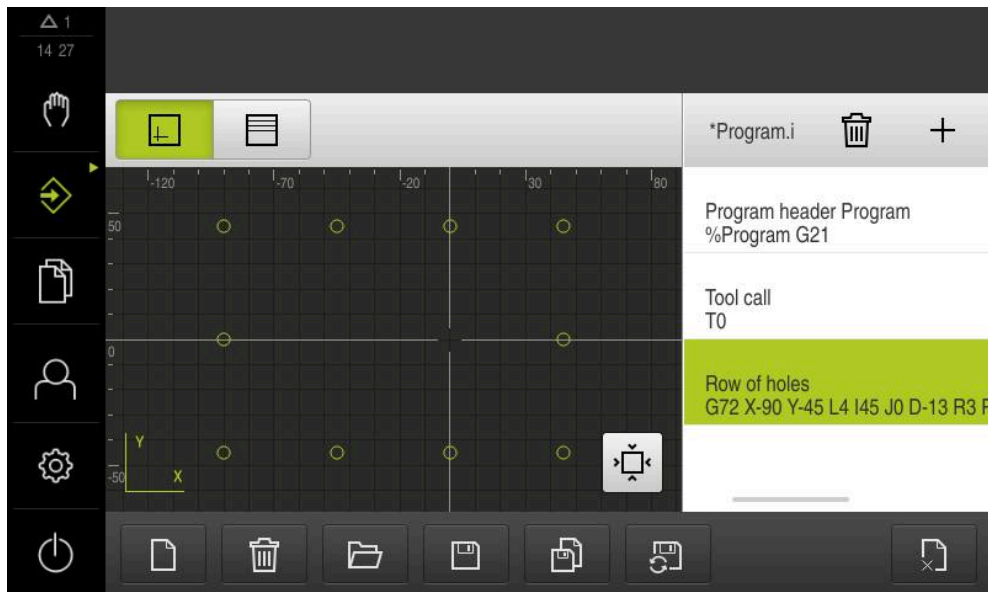 1
14 27
*Program.i
-120
-70
-20
30
80
50
0
-50
Y
X
Program header Program
%Program G21
Tool call
T0
Row of holes
G72 X-90 Y-45 L4 I45 J0 D-13 R3